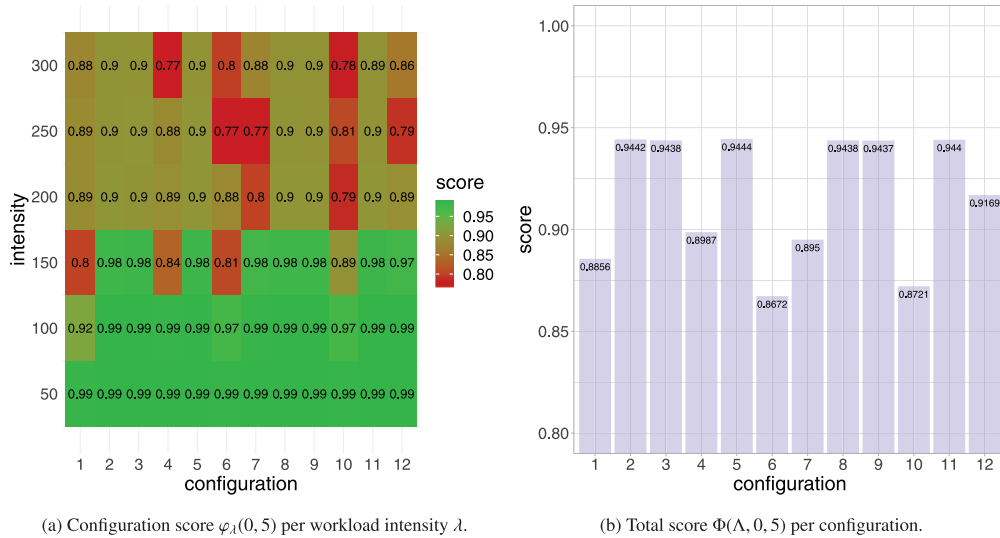 1 2 3 4 5 6 7 8 9 10 11 12
300 0.88 0.9 0.9 0.77 0.9 0.8 0.88 0.9 0.9 0.78 0.89 0.86
250 0.89 0.9 0.9 0.88 0.9 0.77 0.77 0.9 0.9 0.81 0.9 0.79
200 0.89 0.9 0.9 0.89 0.9 0.88 0.8 0.9 0.9 0.79 0.9 0.89
150 0.8 0.98 0.98 0.84 0.98 0.81 0.98 0.98 0.98 0.89 0.98 0.97
100 0.92 0.99 0.99 0.99 0.99 0.97 0.99 0.99 0.99 0.97 0.99 0.99
50 0.99 0.99 0.99 0.99 0.99 0.99 0.99 0.99 0.99 0.99 0.99 0.99
intensity
1 2 3 4 5 6 7 8 9 10 11 12
configuration
score
0.95
0.90
0.85
0.80
(a) Configuration score φλ(0, 5) per workload intensity λ.
1.00
0.95
0.90
0.85
0.80
score
0.8856 0.9442 0.9438 0.8987 0.9444 0.8672 0.895 0.9438 0.9437 0.8721 0.944 0.9169
1 2 3 4 5 6 7 8 9 10 11 12
configuration
(b) Total score Φ(Λ, 0, 5) per configuration.